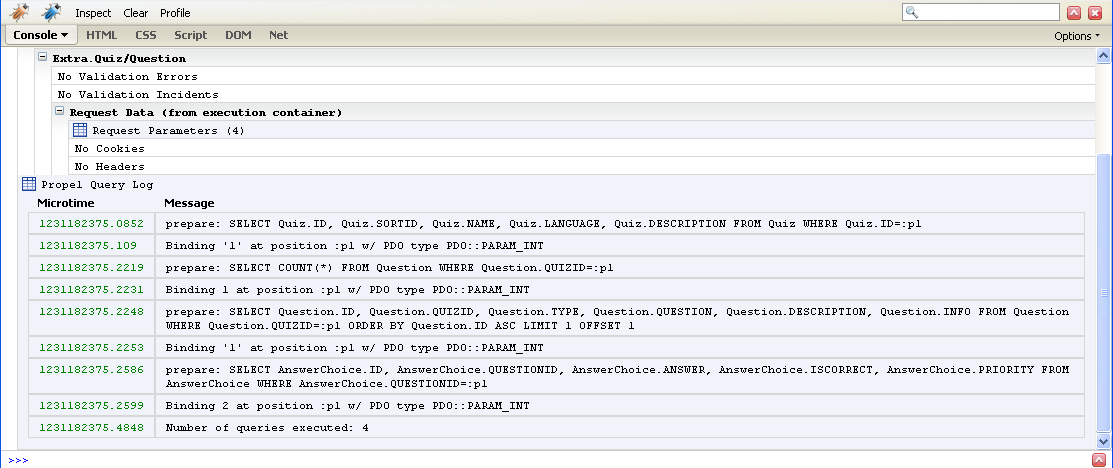 Inspect Clear Profile
Console HTML CSS Script DOM Net Options
Extra.Quiz/Question
No Validation Errors
No Validation Incidents
Request Data (from execution container)
Request Parameters (4)
No Cookies
No Headers
Propel Query Log
Microtime Message
1231182375.0852 prepare: SELECT Quiz.ID, Quiz.SORTID, Quiz.NAME, Quiz.LANGUAGE, Quiz.DESCRIPTION FROM Quiz WHERE Quiz.ID=:p1
1231182375.109 Binding '1' at position :p1 w/ PDO type PDO::PARAM_INT
1231182375.2219 prepare: SELECT COUNT(*) FROM Question WHERE Question.QUIZID=:p1
1231182375.2231 Binding 1 at position :p1 w/ PDO type PDO::PARAM_INT
1231182375.2248 prepare: SELECT Question.ID, Question.QUIZID, Question.TYPE, Question.QUESTION, Question.DESCRIPTION, Question.INFO FROM Question
WHERE Question.QUIZID=:p1 ORDER BY Question.ID ASC LIMIT 1 OFFSET 1
1231182375.2253 Binding '1' at position :p1 w/ PDO type PDO::PARAM_INT
1231182375.2586 prepare: SELECT AnswerChoice.ID, AnswerChoice.QUESTIONID, AnswerChoice.ANSWER, AnswerChoice.ISCORRECT, AnswerChoice.PRIORITY FROM
AnswerChoice WHERE AnswerChoice.QUESTIONID=:p1
1231182375.2599 Binding 2 at position :p1 w/ PDO type PDO::PARAM_INT
1231182375.4848 Number of queries executed: 4
>>>